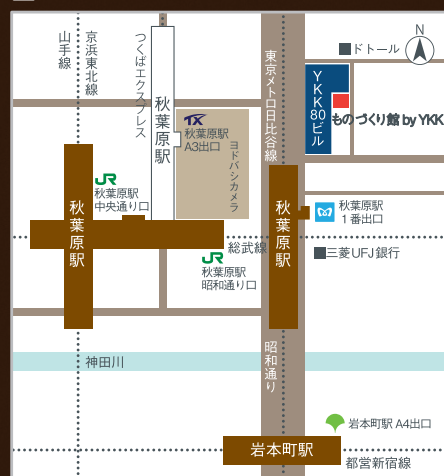 山手線
京浜東北線
つくばエクスプレス
秋葉原駅
東京メトロ日比谷線
ドトール
N
YKK80ビル
ものづくり館 by YKK
TX
秋葉原駅
A3出口
ヨドバシカメラ
JR
秋葉原駅
中央通り口
秋葉原駅
秋葉原駅
秋葉原駅
1番出口
総武線
JR
秋葉原駅
昭和通り口
三菱UFJ銀行
昭和通り
神田川
岩本町駅 A4出口
岩本町駅
都営新宿線